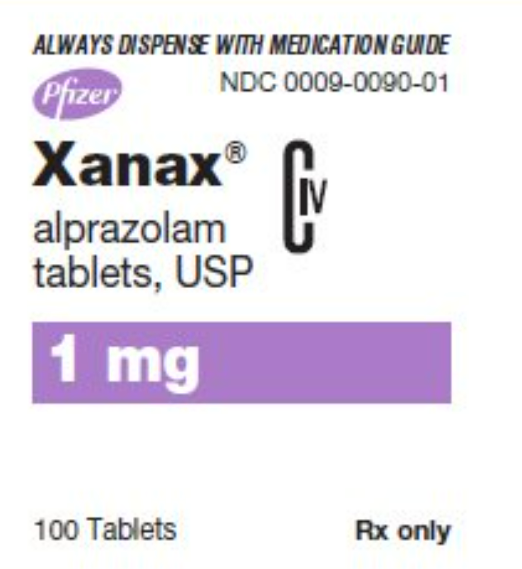 ALWAYS DISPENSE WITH MEDICATION GUIDE
Pfizer
NDC 0009-0090-01
Xanax®
CIV
alprazolam
tablets, USP
1 mg
100 Tablets
Rx only